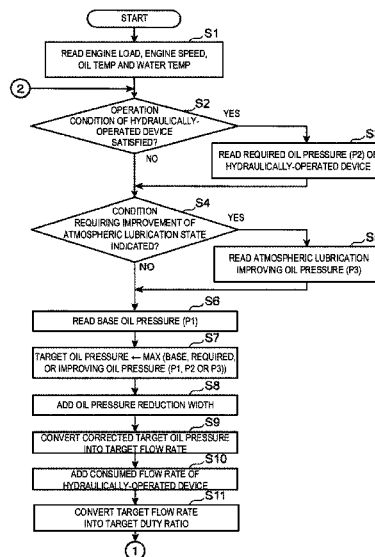 START
S1
READ ENGINE LOAD, ENGINE SPEED,
OIL TEMP AND WATER TEMP
2
S2
OPERATION
CONDITION OF HYDRAULICALLY-
OPERATED DEVICE
SATISFIED?
YES
NO
READ REQUIRED OIL PRESSURE (P2) OF
HYDRAULICALLY-OPERATED DEVICE
S4
CONDITION
REQUIRING IMPROVEMENT OF
ATMOSPHERIC LUBRICATION STATE
INDICATED?
YES
NO
READ ATMOSPHERIC LUBRICATION
IMPROVING OIL PRESSURE (P3)
S6
READ BASE OIL PRESSURE (P1)
S7
TARGET OIL PRESSURE ← MAX (BASE, REQUIRED,
OR IMPROVING OIL PRESSURE (P1, P2 OR P3))
S8
ADD OIL PRESSURE REDUCTION WIDTH
S9
CONVERT CORRECTED TARGET OIL PRESSURE
INTO TARGET FLOW RATE
S10
ADD CONSUMED FLOW RATE OF
HYDRAULICALLY-OPERATED DEVICE
S11
CONVERT TARGET FLOW RATE
INTO TARGET DUTY RATIO
1